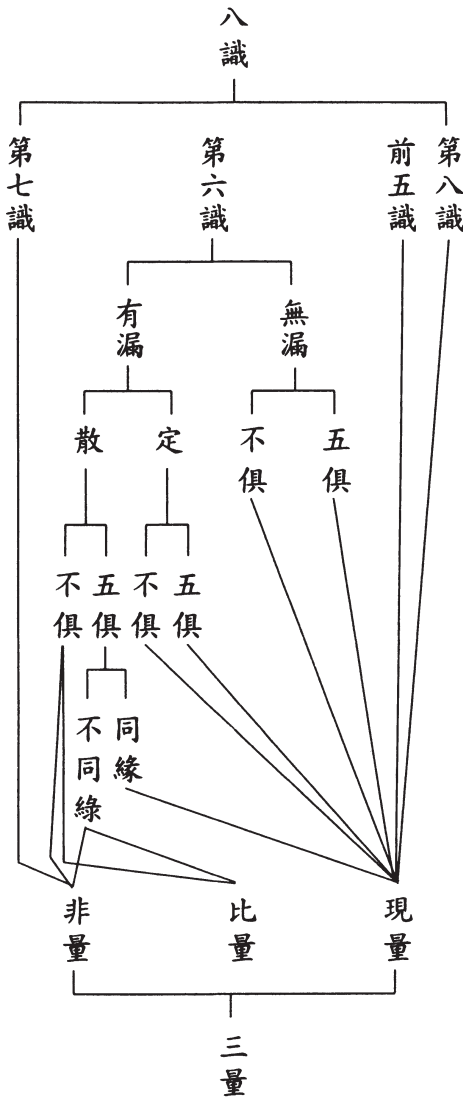 八識
第八識
前五識
第六識
第七識
無漏
有漏
五俱
不俱
定
散
五俱
不俱
五俱
不俱
同緣
不同綠
現量
比量
非量
三量